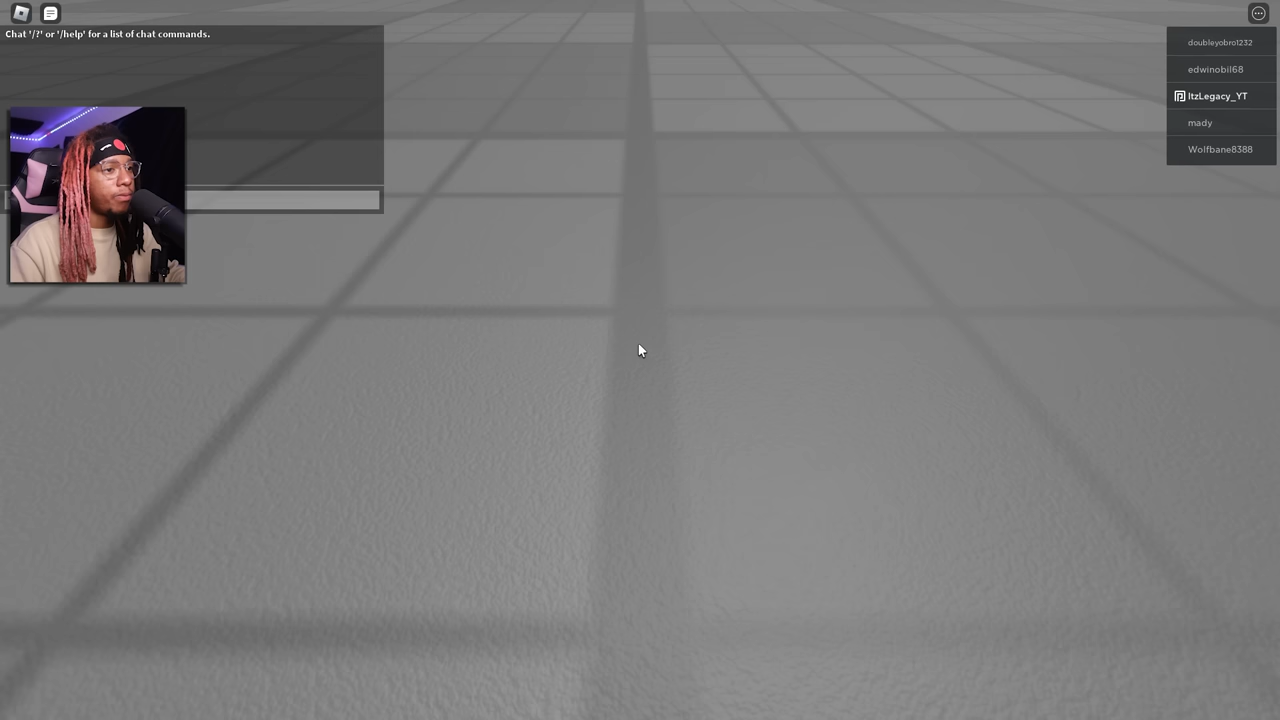 Chat '/?' or '/help' for a list of chat commands.
doubleyobro1232
edwinobil68
ItzLegacy_YT
mady
Wolfbane8388